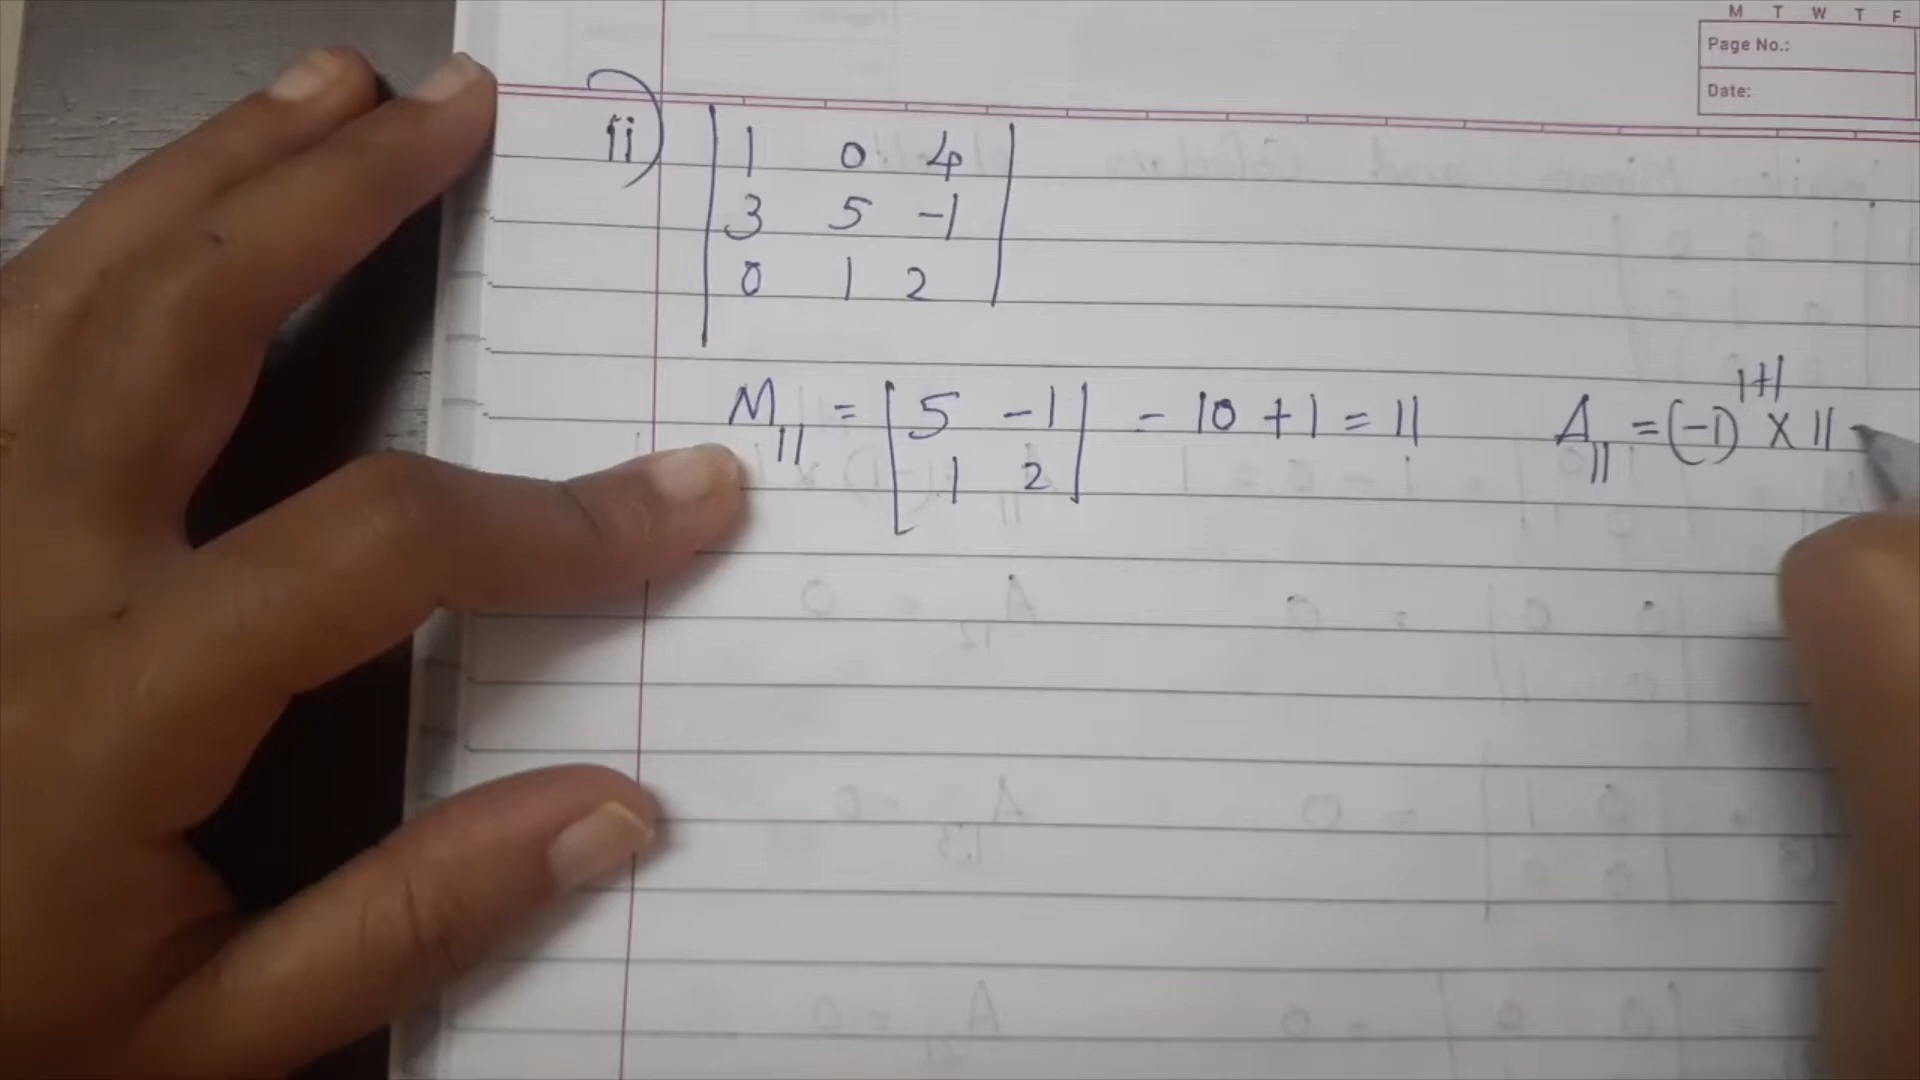 M T W T F
Page No.:
Date:
ii) | 1 0 4 |
| 3 5 -1 |
| 0 1 2 |
M11 = | 5 -1 | = 10 + 1 = 11 A11 = (-1)^1+1 × 11 =
| 1 2 |